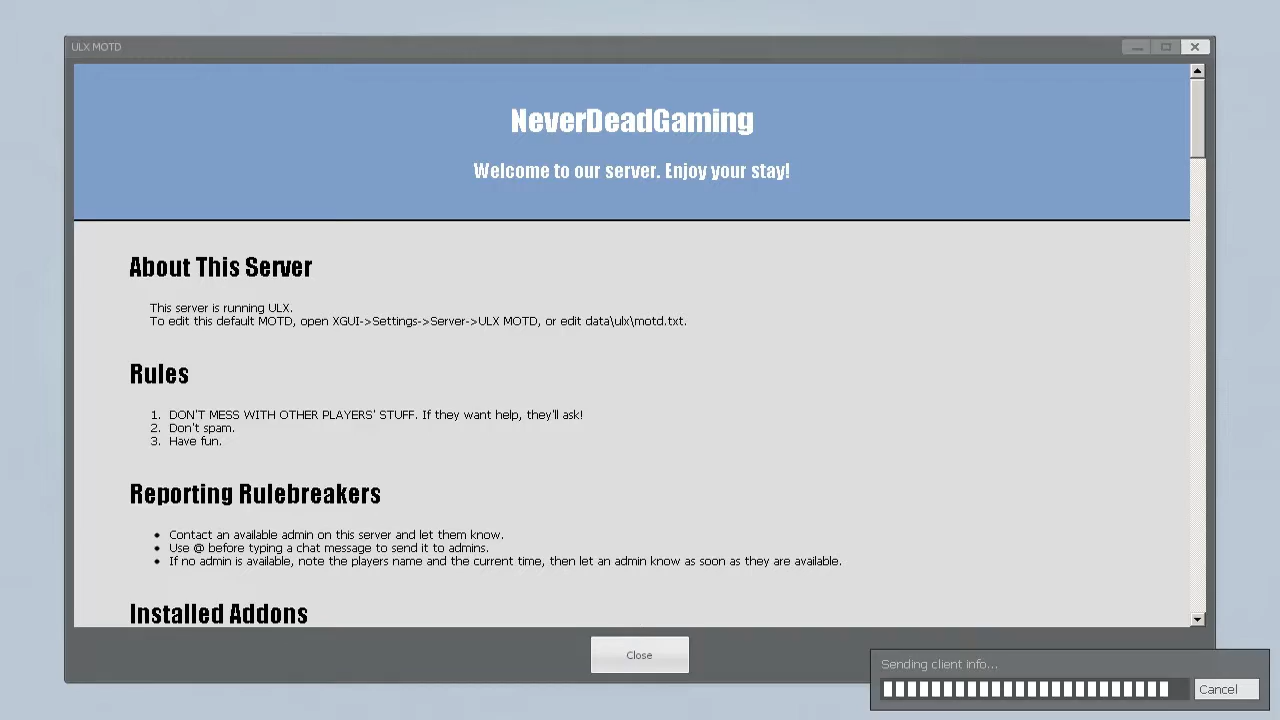 ULX MOTD
NeverDeadGaming
Welcome to our server. Enjoy your stay!
About This Server
This server is running ULX.
To edit this default MOTD, open XGUI->Settings->Server->ULX MOTD, or edit data\ulx\motd.txt.
Rules
1. DON'T MESS WITH OTHER PLAYERS' STUFF. If they want help, they'll ask!
2. Don't spam.
3. Have fun.
Reporting Rulebreakers
• Contact an available admin on this server and let them know.
• Use @ before typing a chat message to send it to admins.
• If no admin is available, note the players name and the current time, then let an admin know as soon as they are available.
Installed Addons
Close
Sending client info...
Cancel